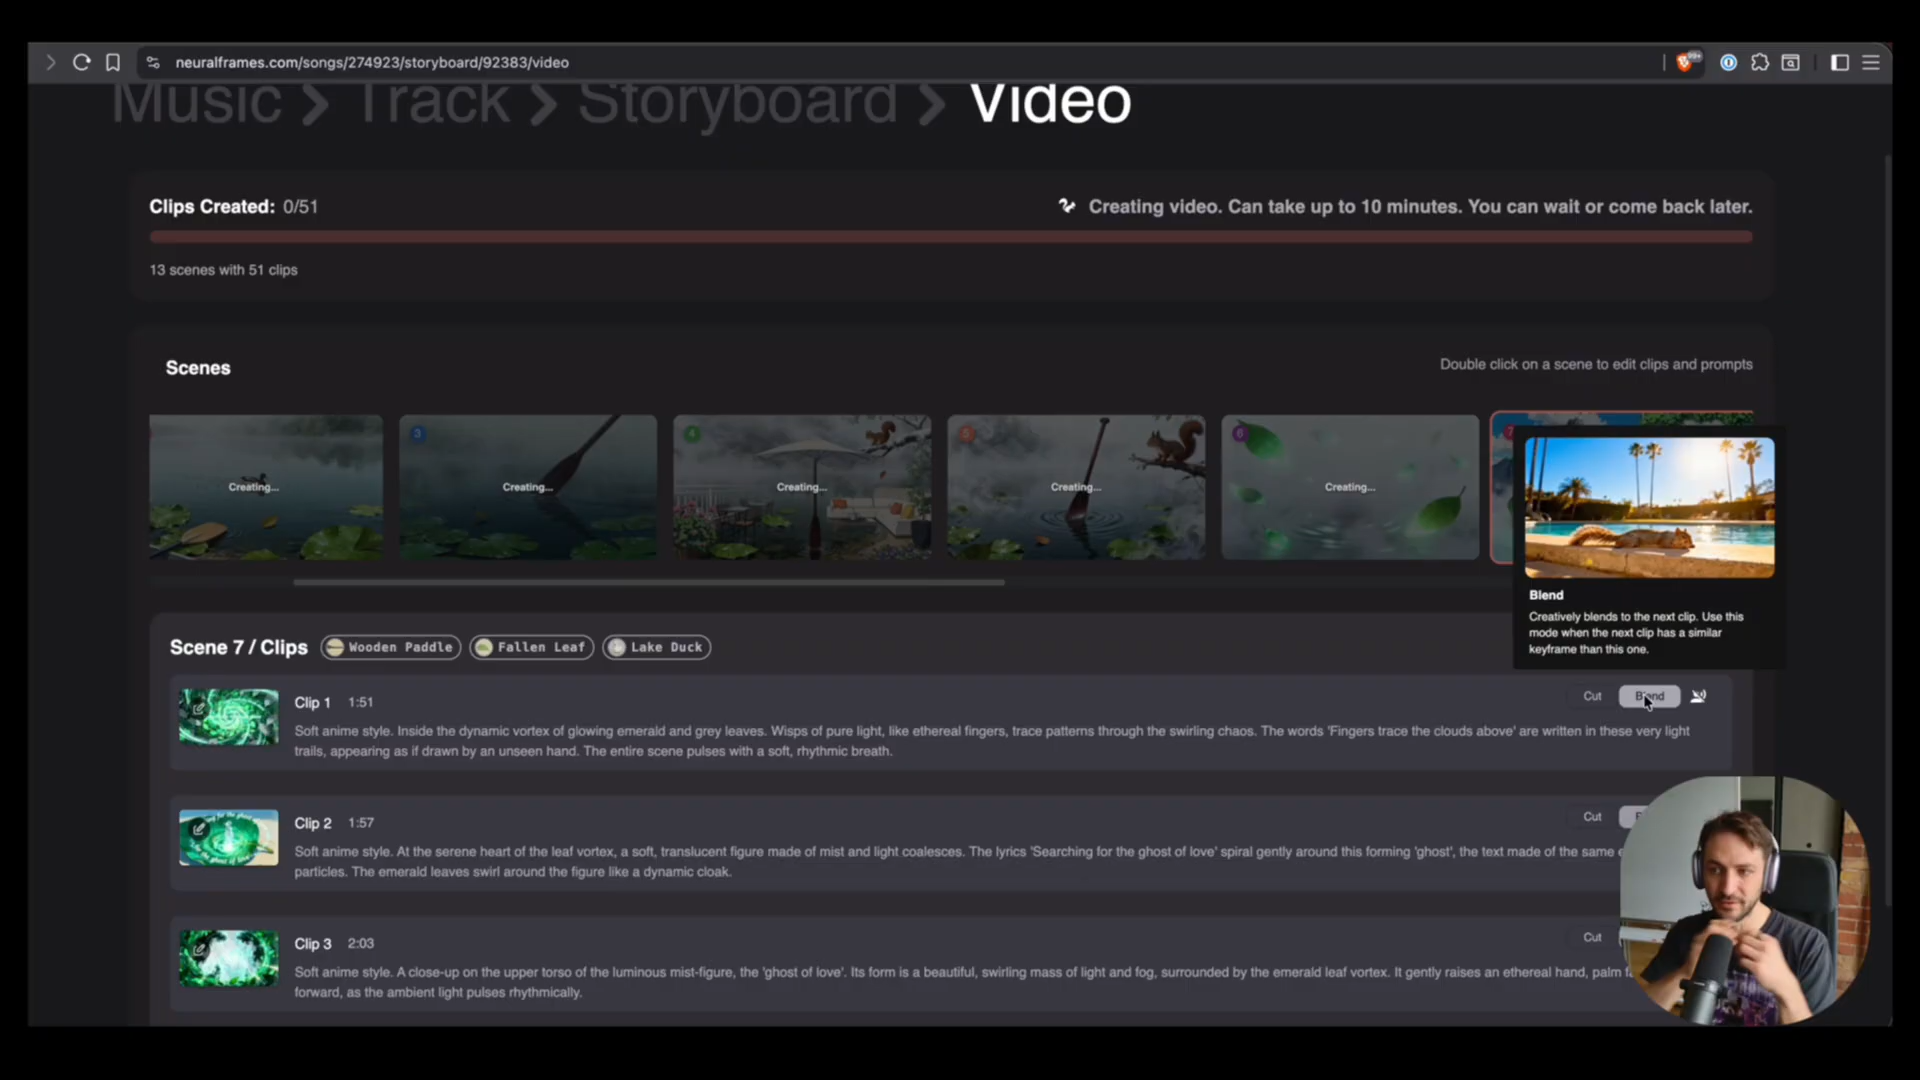 neuralframes.com/songs/274923/storyboard/92383/video
99+
Music > Track > Storyboard > Video
Clips Created: 0/51
Creating video. Can take up to 10 minutes. You can wait or come back later.
13 scenes with 51 clips
Scenes
Double click on a scene to edit clips and prompts
Creating...
3
Creating...
4
Creating...
5
Creating...
6
Creating...
7
Blend
Creatively blends to the next clip. Use this
mode when the next clip has a similar
keyframe than this one.
Scene 7 / Clips
Wooden Paddle
Fallen Leaf
Lake Duck
Clip 1 1:51
Cut
Blend
Soft anime style. Inside the dynamic vortex of glowing emerald and grey leaves. Wisps of pure light, like ethereal fingers, trace patterns through the swirling chaos. The words 'Fingers trace the clouds above' are written in these very light
trails, appearing as if drawn by an unseen hand. The entire scene pulses with a soft, rhythmic breath.
Clip 2 1:57
Cut
Soft anime style. At the serene heart of the leaf vortex, a soft, translucent figure made of mist and light coalesces. The lyrics 'Searching for the ghost of love' spiral gently around this forming 'ghost', the text made of the same
particles. The emerald leaves swirl around the figure like a dynamic cloak.
Clip 3 2:03
Cut
Soft anime style. A close-up on the upper torso of the luminous mist-figure, the 'ghost of love'. Its form is a beautiful, swirling mass of light and fog, surrounded by the emerald leaf vortex. It gently raises an ethereal hand, palm
forward, as the ambient light pulses rhythmically.